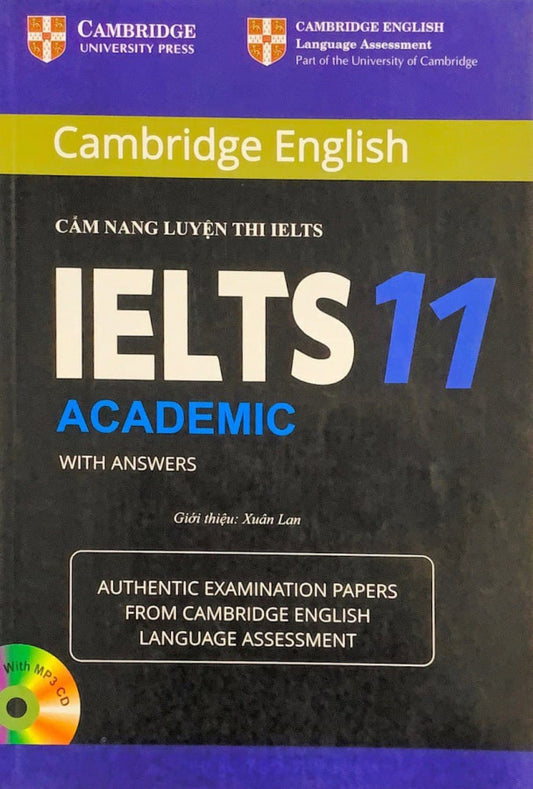 CAMBRIDGE
UNIVERSITY PRESS
CAMBRIDGE ENGLISH
Language Assessment
Part of the University of Cambridge
Cambridge English
CẨM NANG LUYỆN THI IELTS
IELTS 11
ACADEMIC
WITH ANSWERS
Giới thiệu: Xuân Lan
AUTHENTIC EXAMINATION PAPERS
FROM CAMBRIDGE ENGLISH
LANGUAGE ASSESSMENT
With MP3 CD